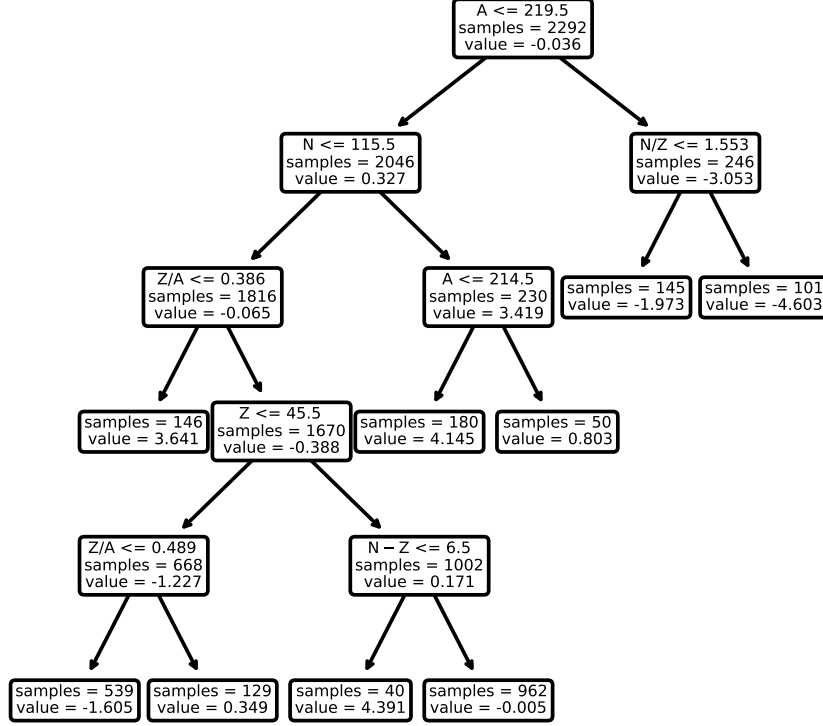 A <= 219.5
samples = 2292
value = -0.036
N <= 115.5
samples = 2046
value = 0.327
N/Z <= 1.553
samples = 246
value = -3.053
Z/A <= 0.386
samples = 1816
value = -0.065
A <= 214.5
samples = 230
value = 3.419
samples = 145
value = -1.973
samples = 101
value = -4.603
samples = 146
value = 3.641
Z <= 45.5
samples = 1670
value = -0.388
samples = 180
value = 4.145
samples = 50
value = 0.803
Z/A <= 0.489
samples = 668
value = -1.227
N − Z <= 6.5
samples = 1002
value = 0.171
samples = 539
value = -1.605
samples = 129
value = 0.349
samples = 40
value = 4.391
samples = 962
value = -0.005